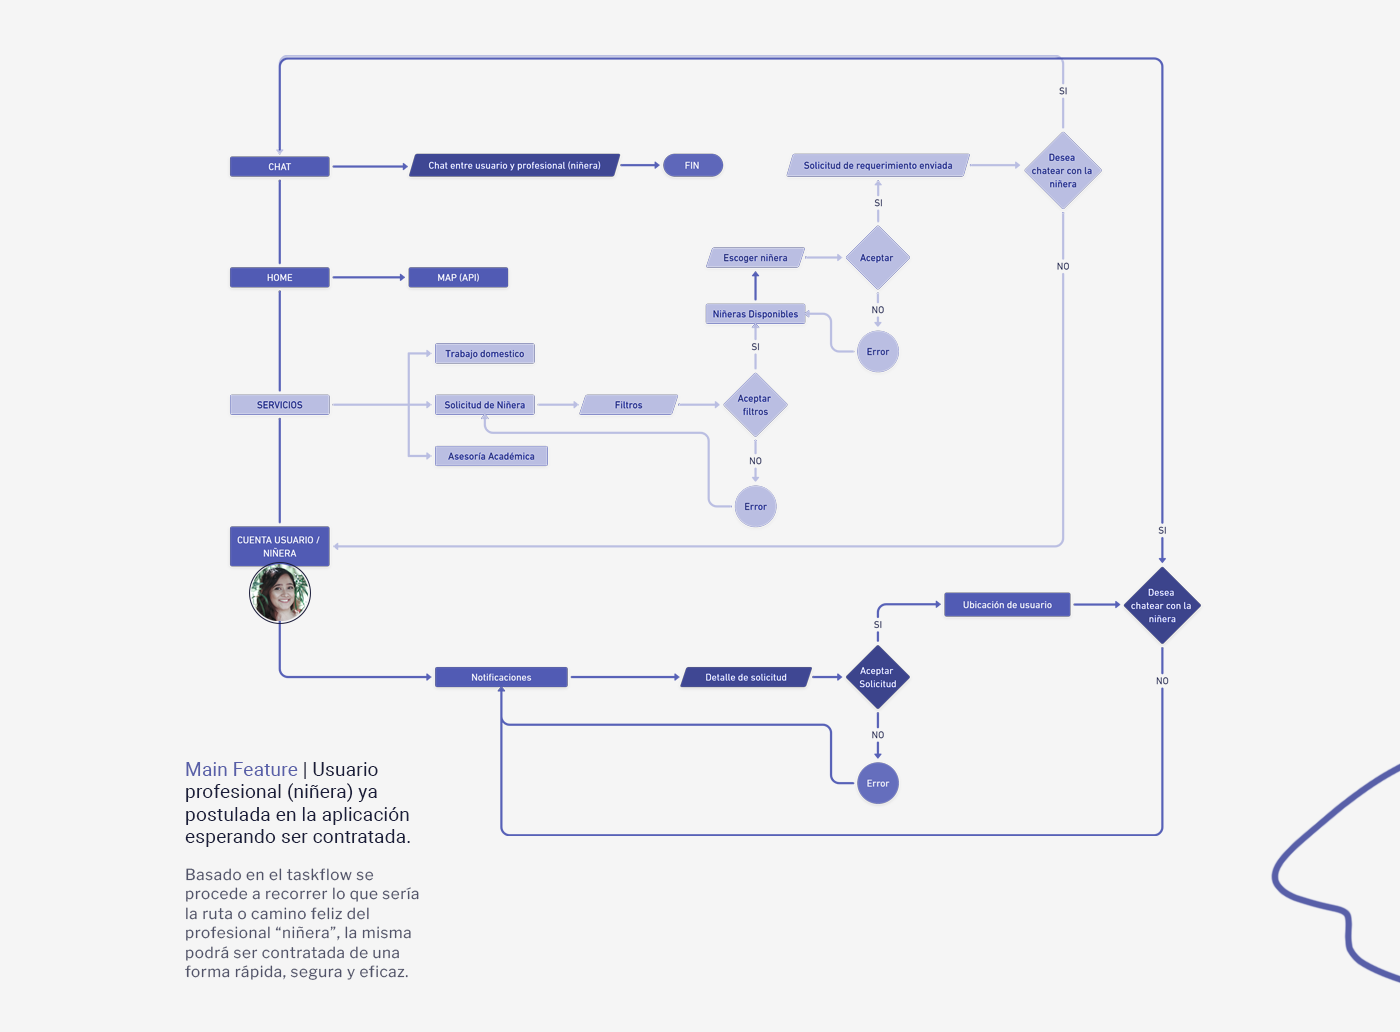 SI
CHAT
Chat entre usuario y profesional (niñera)
FIN
Solicitud de requerimiento enviada
Desea
chatear con la
niñera
SI
Escoger niñera
Aceptar
NO
HOME
MAP (API)
Niñeras Disponibles
NO
SI
Error
Trabajo domestico
SERVICIOS
Solicitud de Niñera
Filtros
Aceptar
filtros
Asesoría Académica
NO
Error
SI
CUENTA USUARIO /
NIÑERA
Desea
chatear con la
niñera
Ubicación de usuario
SI
Notificaciones
Detalle de solicitud
Aceptar
Solicitud
NO
NO
Error
Main Feature | Usuario
profesional (niñera) ya
postulada en la aplicación
esperando ser contratada.
Basado en el taskflow se
procede a recorrer lo que sería
la ruta o camino feliz del
profesional “niñera”, la misma
podrá ser contratada de una
forma rápida, segura y eficaz.